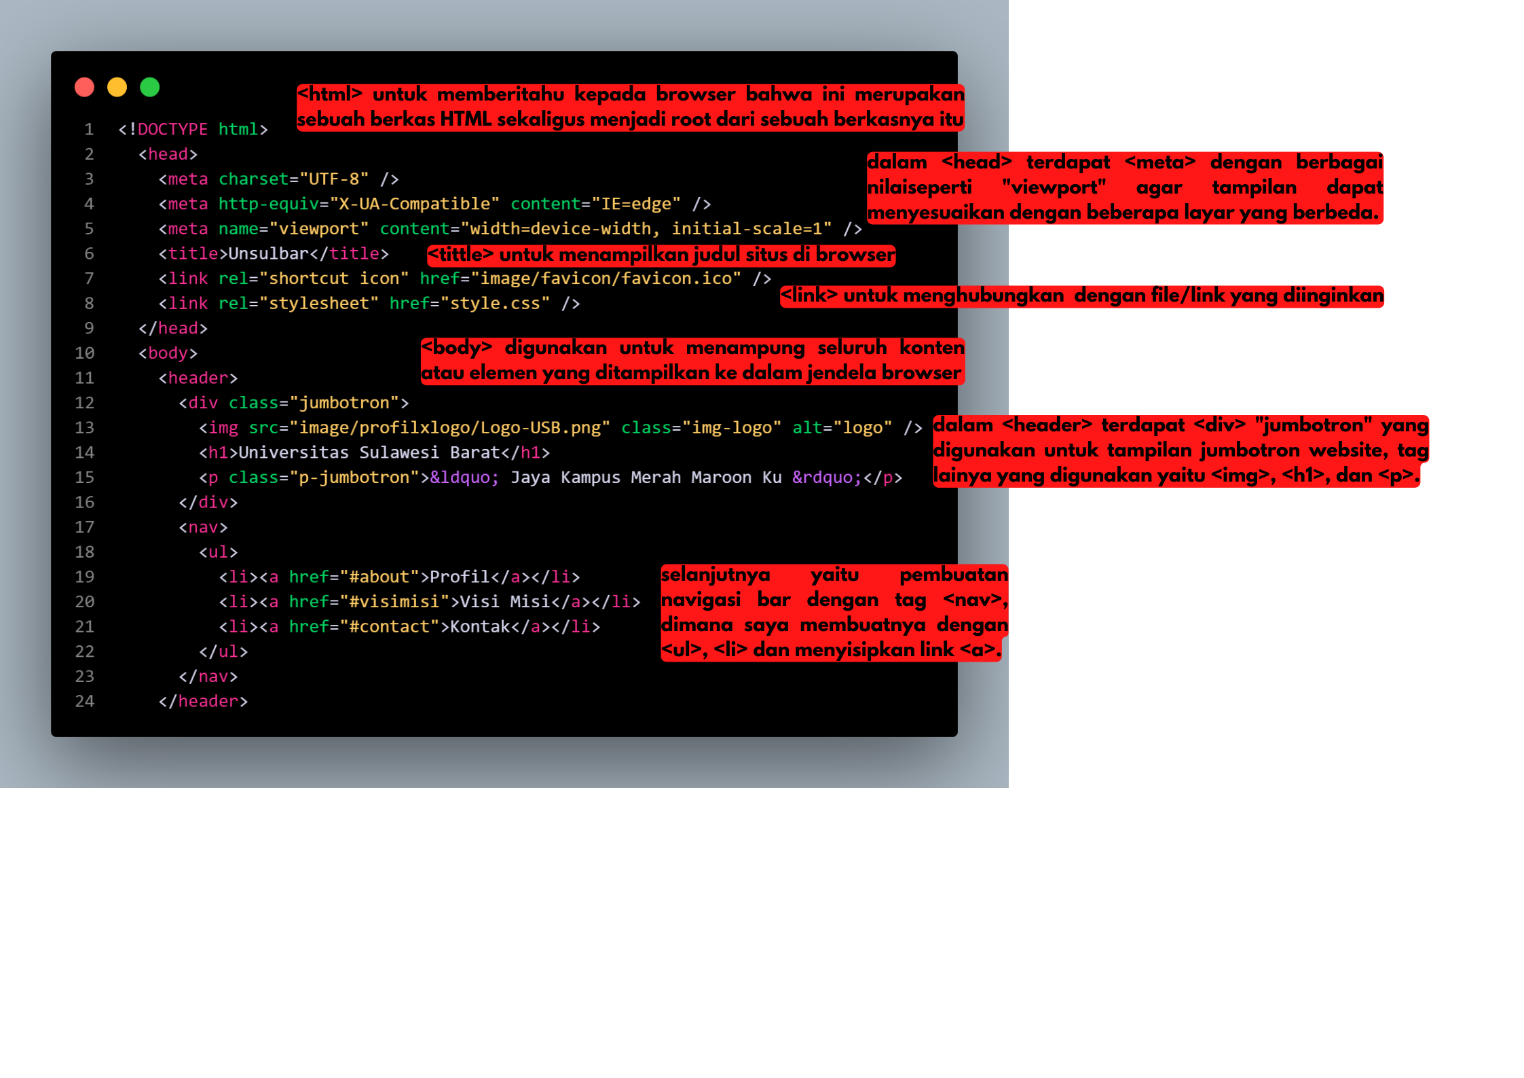 <html> untuk memberitahu kepada browser bahwa ini merupakan
sebuah berkas HTML sekaligus menjadi root dari sebuah berkasnya itu
1 <!DOCTYPE html>
2 <head>
3 <meta charset="UTF-8" />
4 <meta http-equiv="X-UA-Compatible" content="IE=edge" />
5 <meta name="viewport" content="width=device-width, initial-scale=1" />
dalam <head> terdapat <meta> dengan berbagai
nilaiseperti "viewport" agar tampilan dapat
menyesuaikan dengan beberapa layar yang berbeda.
6 <title>Unsulbar</title>
<tittle> untuk menampilkan judul situs di browser
7 <link rel="shortcut icon" href="image/favicon/favicon.ico" />
8 <link rel="stylesheet" href="style.css" />
<link> untuk menghubungkan dengan file/link yang diinginkan
9 </head>
10 <body>
11 <header>
<body> digunakan untuk menampung seluruh konten
atau elemen yang ditampilkan ke dalam jendela browser
12 <div class="jumbotron">
13 <img src="image/profilxlogo/Logo-USB.png" class="img-logo" alt="logo" />
14 <h1>Universitas Sulawesi Barat</h1>
15 <p class="p-jumbotron">&ldquo; Jaya Kampus Merah Maroon Ku &rdquo;</p>
dalam <header> terdapat <div> "jumbotron" yang
digunakan untuk tampilan jumbotron website, tag
lainya yang digunakan yaitu <img>, <h1>, dan <p>.
16 </div>
17 <nav>
18 <ul>
19 <li><a href="#about">Profil</a></li>
20 <li><a href="#visimisi">Visi Misi</a></li>
21 <li><a href="#contact">Kontak</a></li>
22 </ul>
selanjutnya yaitu pembuatan
navigasi bar dengan tag <nav>,
dimana saya membuatnya dengan
<ul>, <li> dan menyisipkan link <a>.
23 </nav>
24 </header>